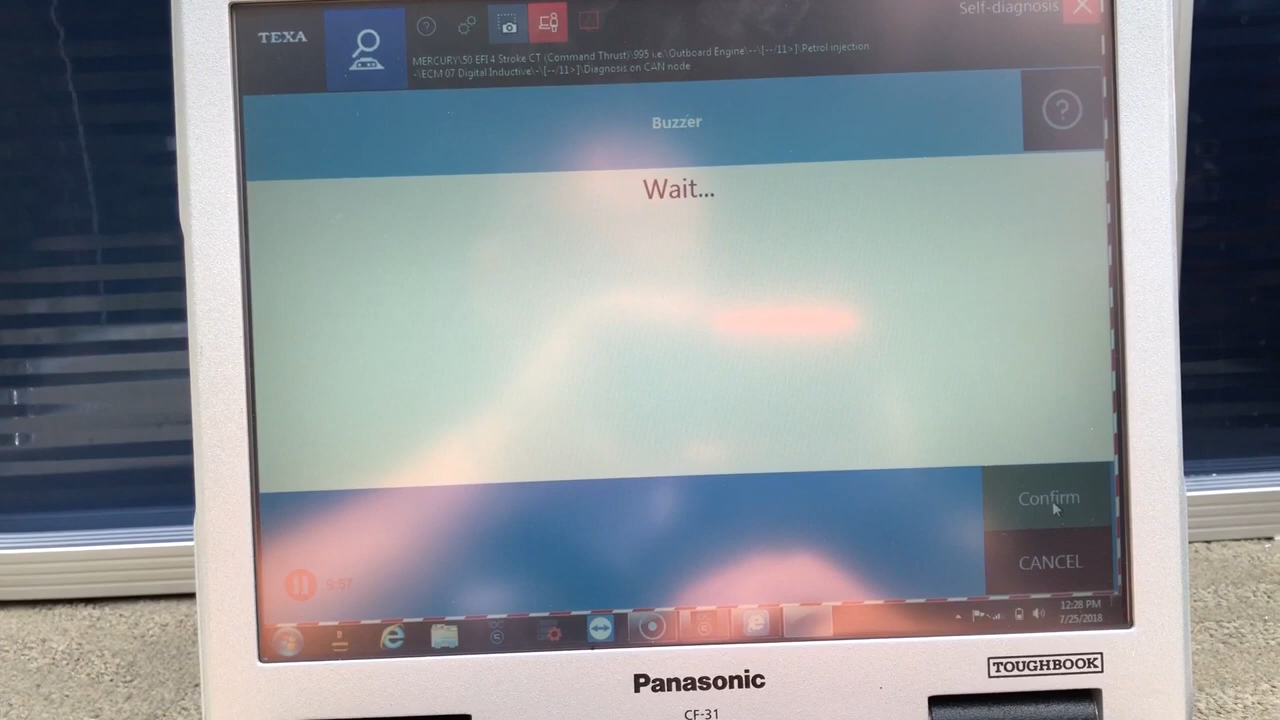 Self-diagnosis
TEXA
MERCURY\50 EFI 4 Stroke CT (Command Thrust)\995 i.e.\Outboard Engine\--\[--/11>]\Petrol injection
-\ECM 07 Digital Inductive\-\[--/11>]\Diagnosis on CAN node
Buzzer
Wait...
Confirm
CANCEL
9:57
12:28 PM
7/25/2018
Panasonic
TOUGHBOOK
CF-31